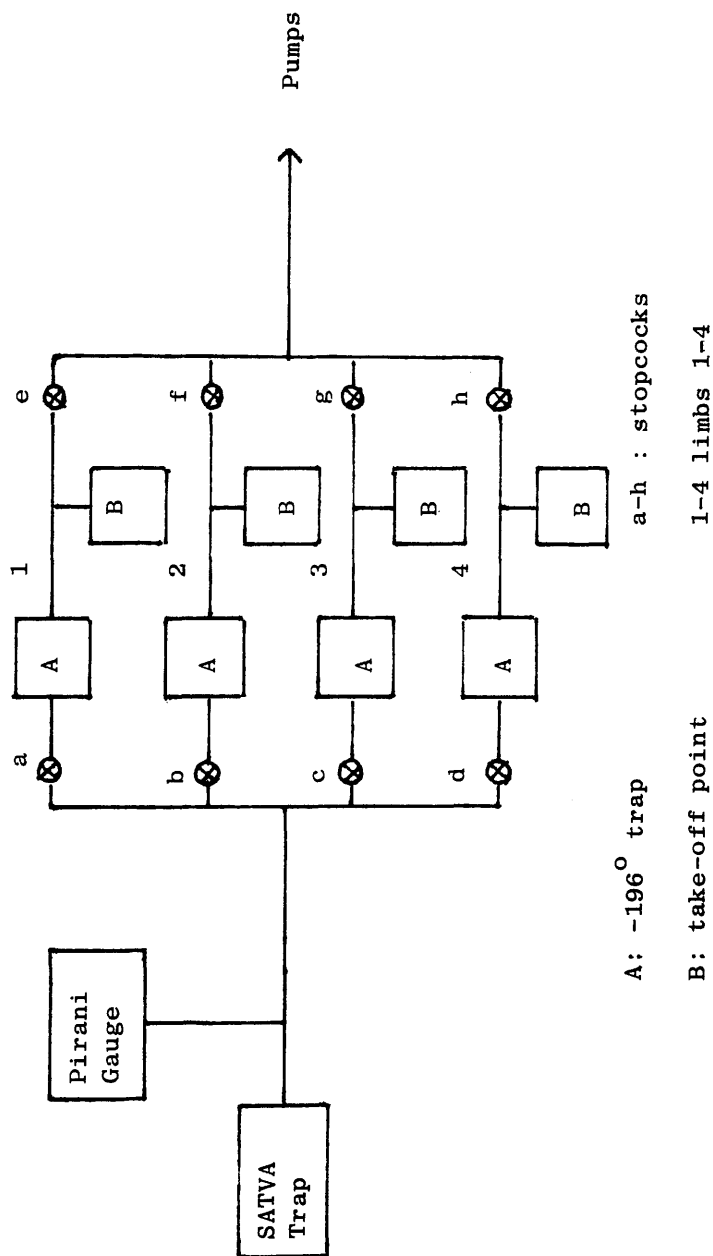 Pirani
Gauge
SATVA
Trap
a
b
c
d
A
A
A
A
1
2
3
4
B
B
B
B
e
f
g
h
Pumps
A: -196° trap
a-h : stopcocks
B: take-off point
1-4 limbs 1-4